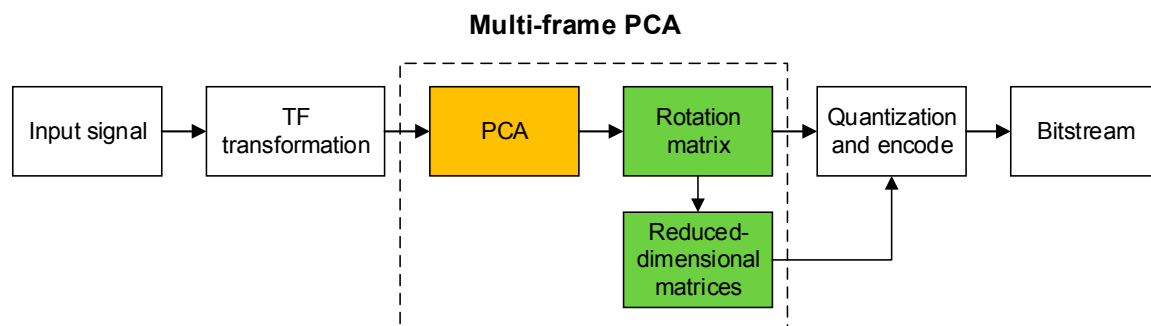 Multi-frame PCA
Input signal
TF
transformation
PCA
Rotation
matrix
Quantization
and encode
Bitstream
Reduced-
dimensional
matrices